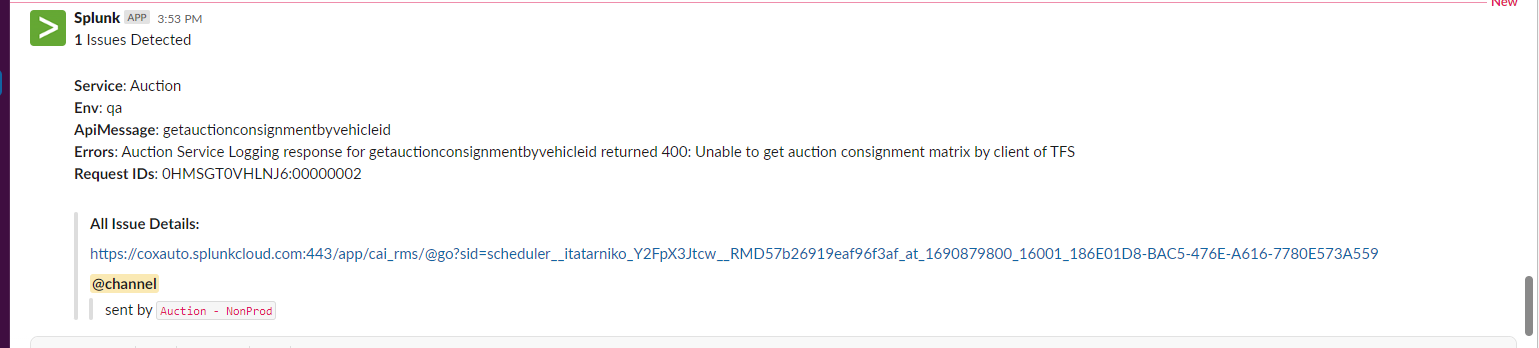 New
Splunk APP 3:53 PM
1 Issues Detected
Service: Auction
Env: qa
ApiMessage: getauctionconsignmentbyvehicleid
Errors: Auction Service Logging response for getauctionconsignmentbyvehicleid returned 400: Unable to get auction consignment matrix by client of TFS
Request IDs: 0HMSGT0VHLNJ6:00000002
All Issue Details:
https://coxauto.splunkcloud.com:443/app/cai_rms/@go?sid=scheduler__itatarniko_Y2FpX3Jtcw__RMD57b26919eaf96f3af_at_1690879800_16001_186E01D8-BAC5-476E-A616-7780E573A559
@channel
sent by Auction - NonProd